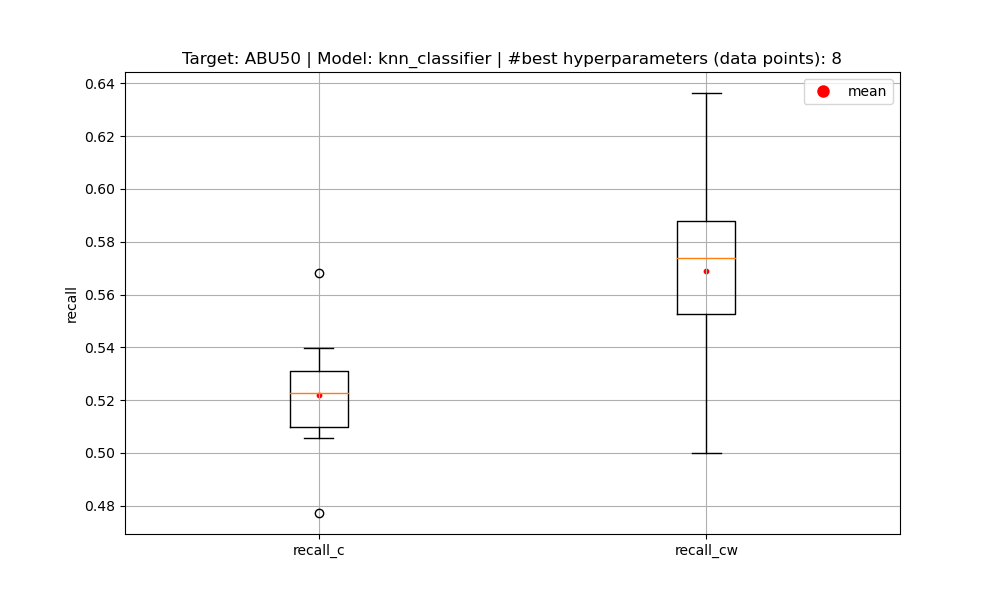 Target: ABU50 | Model: knn_classifier | #best hyperparameters (data points): 8
mean
0.64
0.62
0.60
0.58
0.56
0.54
0.52
0.50
0.48
recall
recall_c
recall_cw